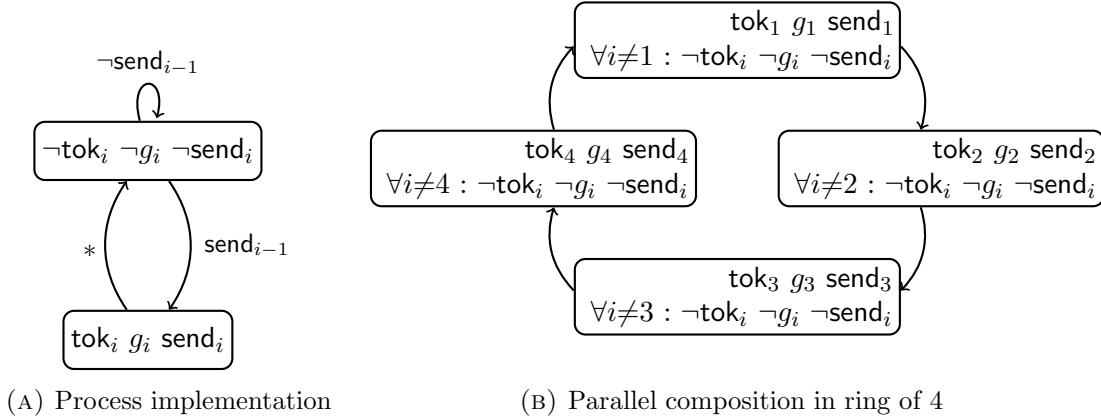 ¬send_{i−1}
¬tok_i ¬g_i ¬send_i
*
send_{i−1}
tok_i g_i send_i
(A) Process implementation
tok_1 g_1 send_1
∀i≠1 : ¬tok_i ¬g_i ¬send_i
tok_4 g_4 send_4
∀i≠4 : ¬tok_i ¬g_i ¬send_i
tok_2 g_2 send_2
∀i≠2 : ¬tok_i ¬g_i ¬send_i
tok_3 g_3 send_3
∀i≠3 : ¬tok_i ¬g_i ¬send_i
(B) Parallel composition in ring of 4